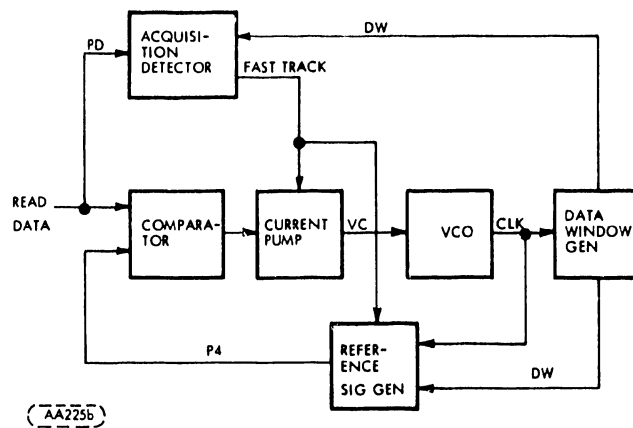 DW
ACQUISI-
TION
DETECTOR
PD
FAST TRACK
READ
DATA
COMPARA-
TOR
CURRENT
PUMP
VC
VCO
CLK
DATA
WINDOW
GEN
P4
REFER-
ENCE
SIG GEN
DW
AA225b